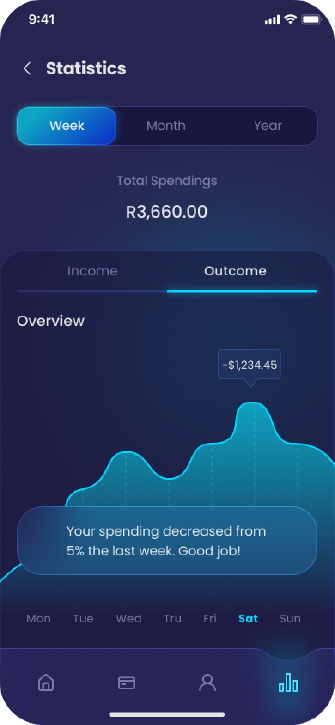 9:41
Statistics
Week Month Year
Total Spendings
R3,660.00
Income Outcome
Overview
-$1,234.45
Your spending decreased from
5% the last week. Good job!
Mon Tue Wed Tru Fri Sat Sun